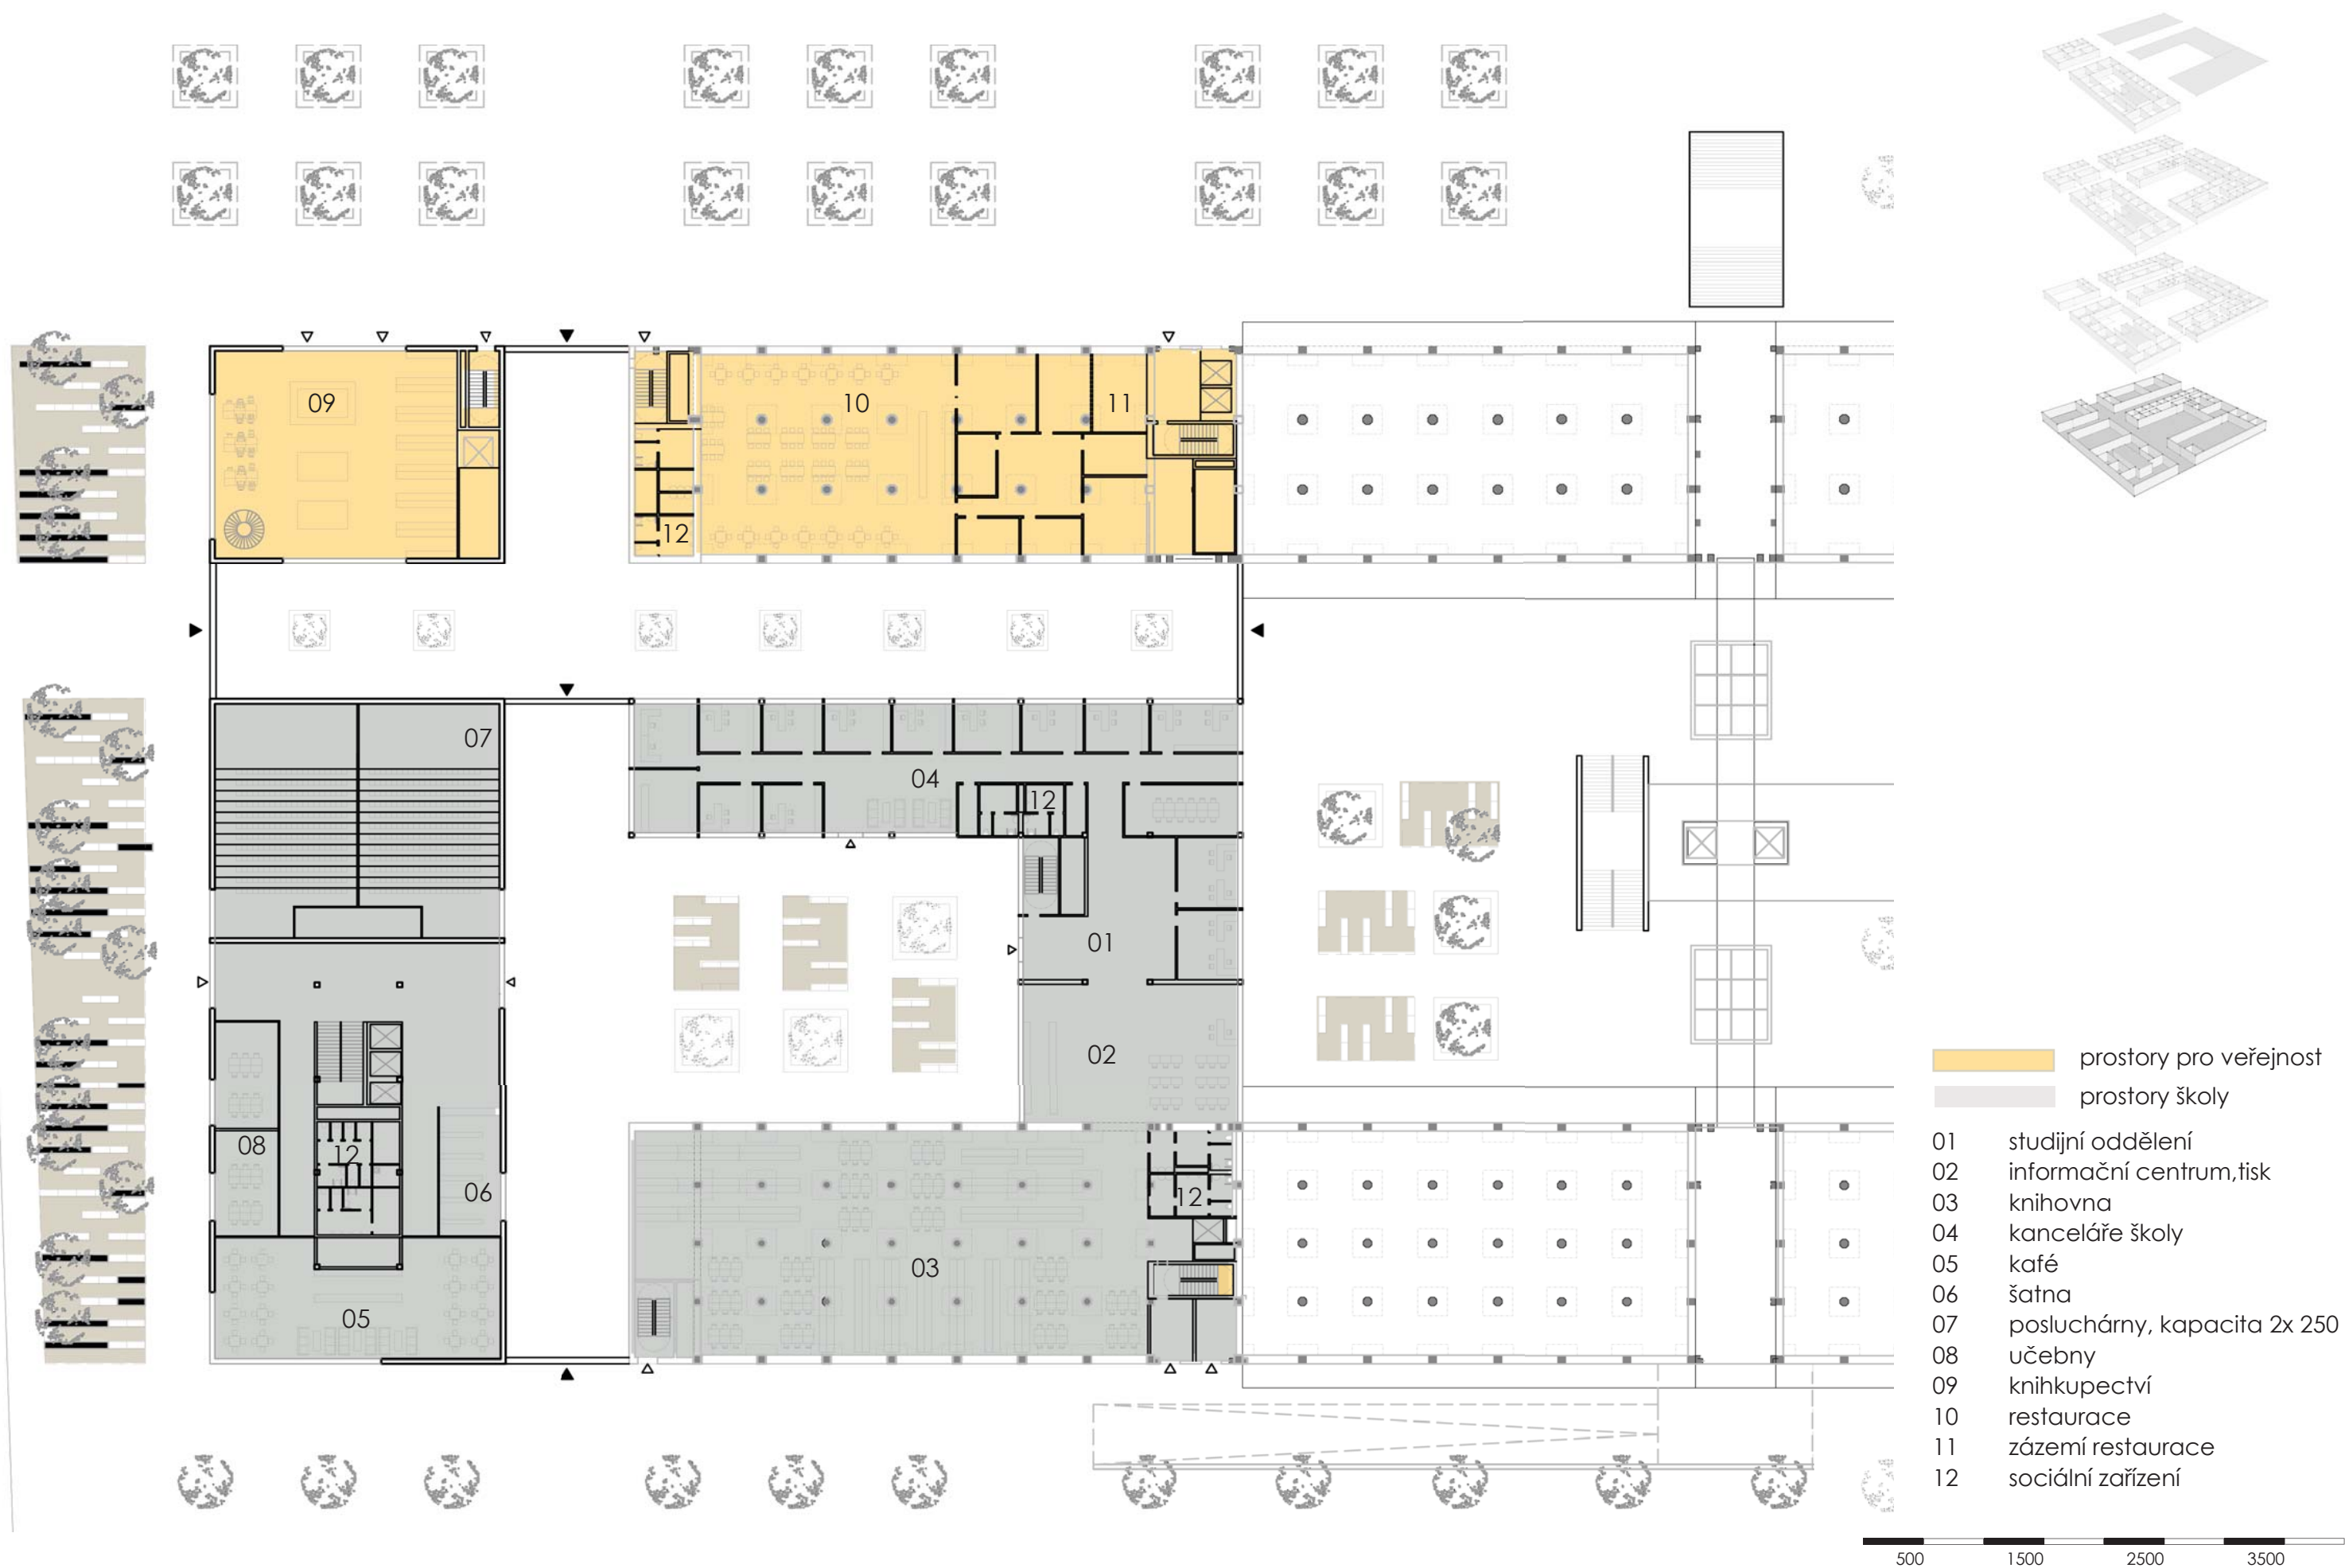 09
10
11
12
07
04
12
01
02
08
12
06
12
03
05
prostory pro veřejnost
prostory školy
01 studijní oddělení
02 informační centrum,tisk
03 knihovna
04 kanceláře školy
05 kafé
06 šatna
07 posluchárny, kapacita 2x 250
08 učebny
09 knihkupectví
10 restaurace
11 zázemí restaurace
12 sociální zařízení
500 1500 2500 3500